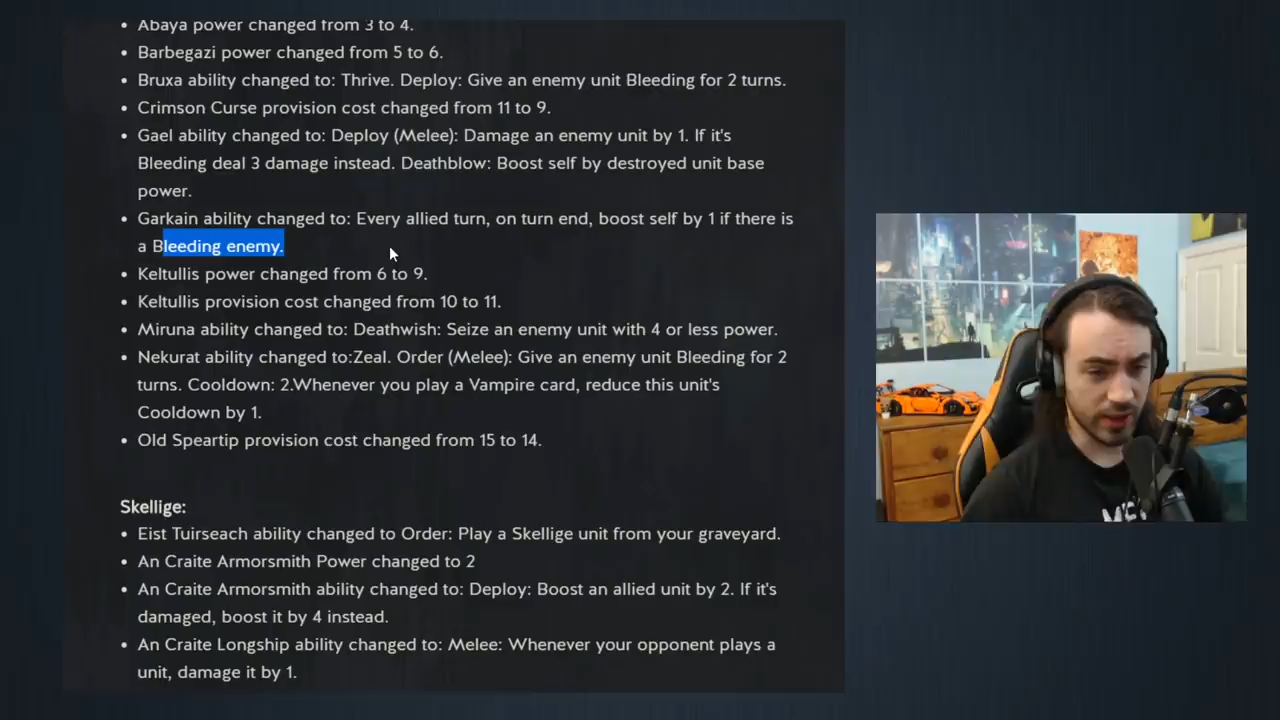 Abaya power changed from 3 to 4.
Barbegazi power changed from 5 to 6.
Bruxa ability changed to: Thrive. Deploy: Give an enemy unit Bleeding for 2 turns.
Crimson Curse provision cost changed from 11 to 9.
Gael ability changed to: Deploy (Melee): Damage an enemy unit by 1. If it's
Bleeding deal 3 damage instead. Deathblow: Boost self by destroyed unit base
power.
Garkain ability changed to: Every allied turn, on turn end, boost self by 1 if there is
a Bleeding enemy.
Keltullis power changed from 6 to 9.
Keltullis provision cost changed from 10 to 11.
Miruna ability changed to: Deathwish: Seize an enemy unit with 4 or less power.
Nekurat ability changed to:Zeal. Order (Melee): Give an enemy unit Bleeding for 2
turns. Cooldown: 2.Whenever you play a Vampire card, reduce this unit's
Cooldown by 1.
Old Speartip provision cost changed from 15 to 14.
Skellige:
Eist Tuirseach ability changed to Order: Play a Skellige unit from your graveyard.
An Craite Armorsmith Power changed to 2
An Craite Armorsmith ability changed to: Deploy: Boost an allied unit by 2. If it's
damaged, boost it by 4 instead.
An Craite Longship ability changed to: Melee: Whenever your opponent plays a
unit, damage it by 1.